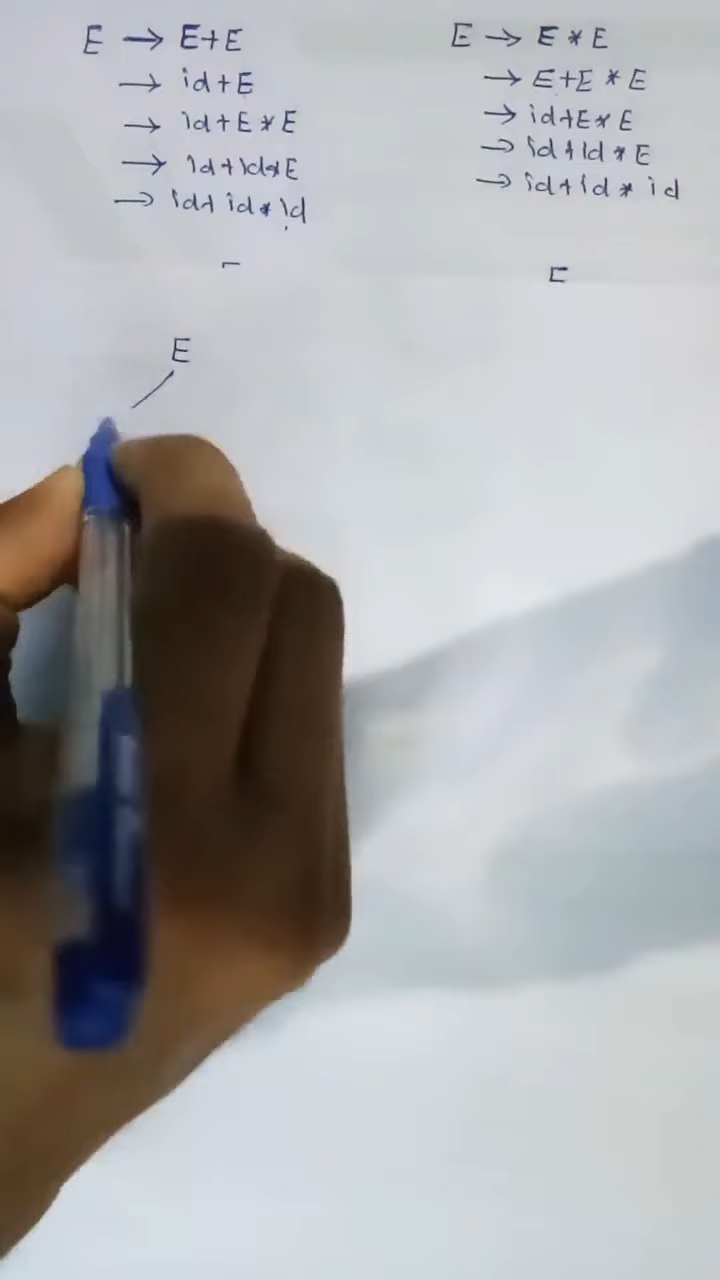 E → E+E
→ id+E
→ id+E*E
→ id+id*E
→ id+id*id
E → E*E
→ E+E*E
→ id+E*E
→ id+id*E
→ id+id*id
E